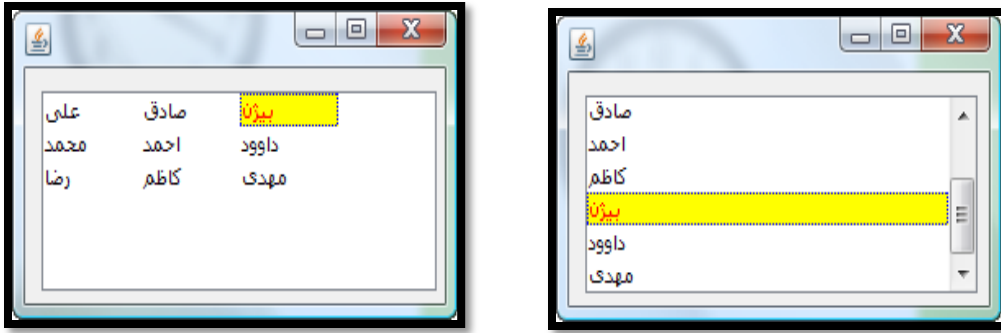 علی صادق بیژن
محمد احمد داوود
رضا کاظم مهدی
صادق
احمد
کاظم
بیژن
داوود
مهدی